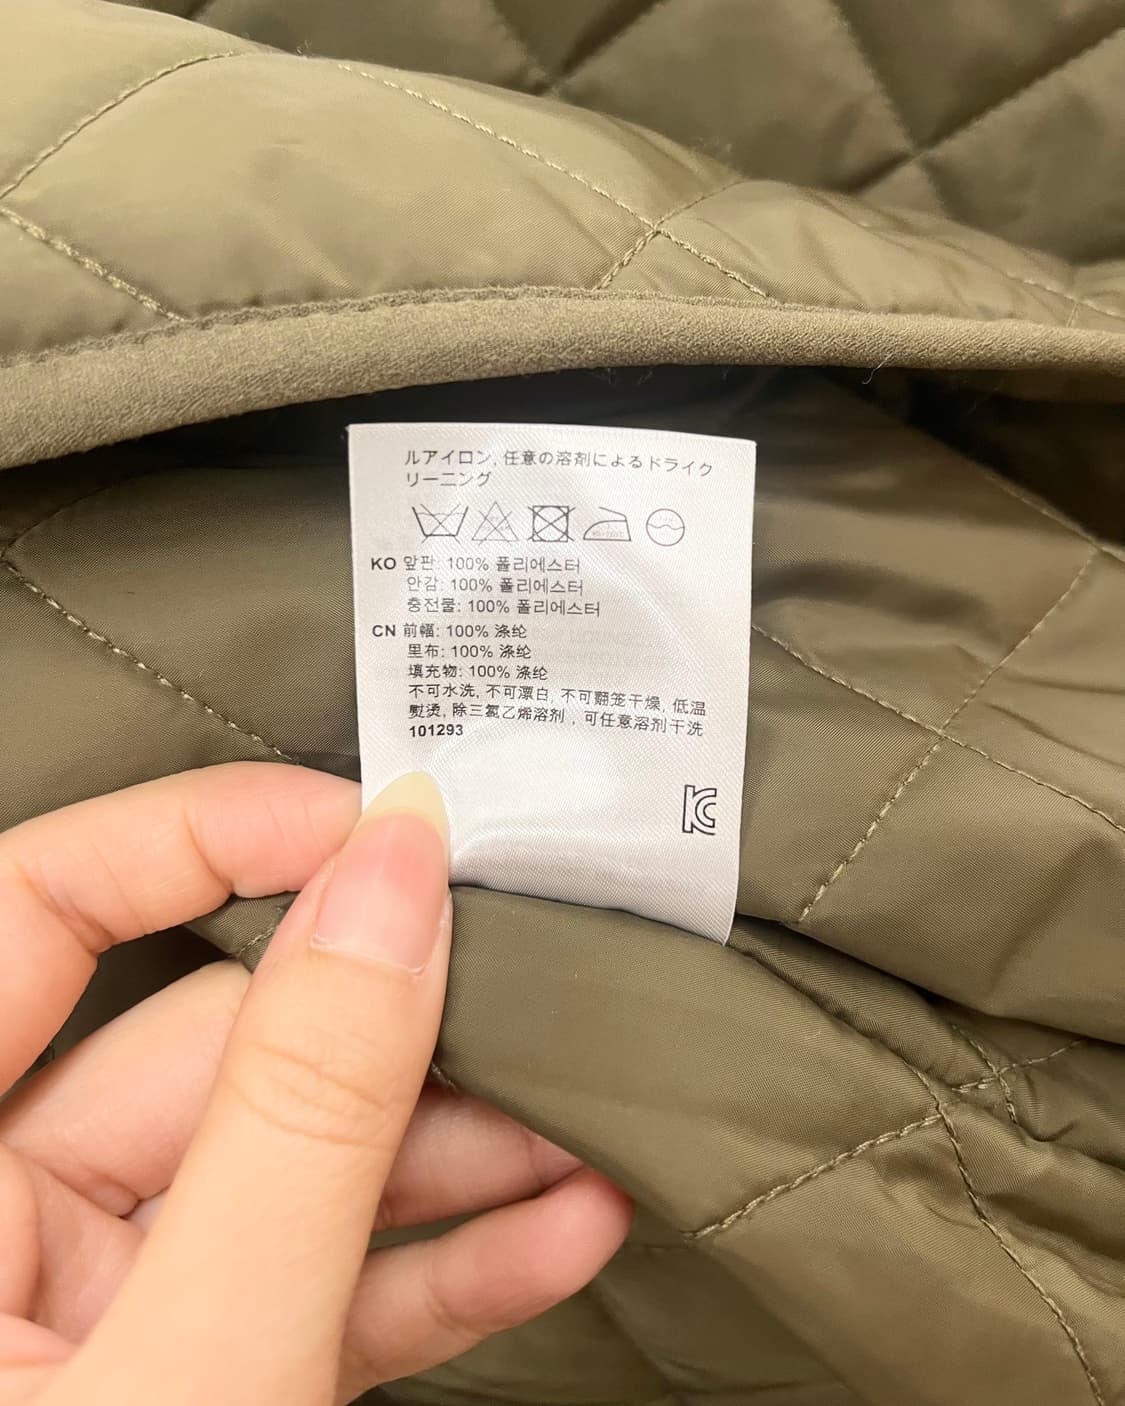 ルアイロン, 任意の溶剤によるドライク
リーニング
KO 앞판: 100% 폴리에스터
안감: 100% 폴리에스터
충전물: 100% 폴리에스터
CN 前幅: 100% 涤纶
里布: 100% 涤纶
填充物: 100% 涤纶
不可水洗, 不可漂白, 不可翻笼干燥, 低温
熨烫, 除三氯乙烯溶剂 , 可任意溶剂干洗
101293